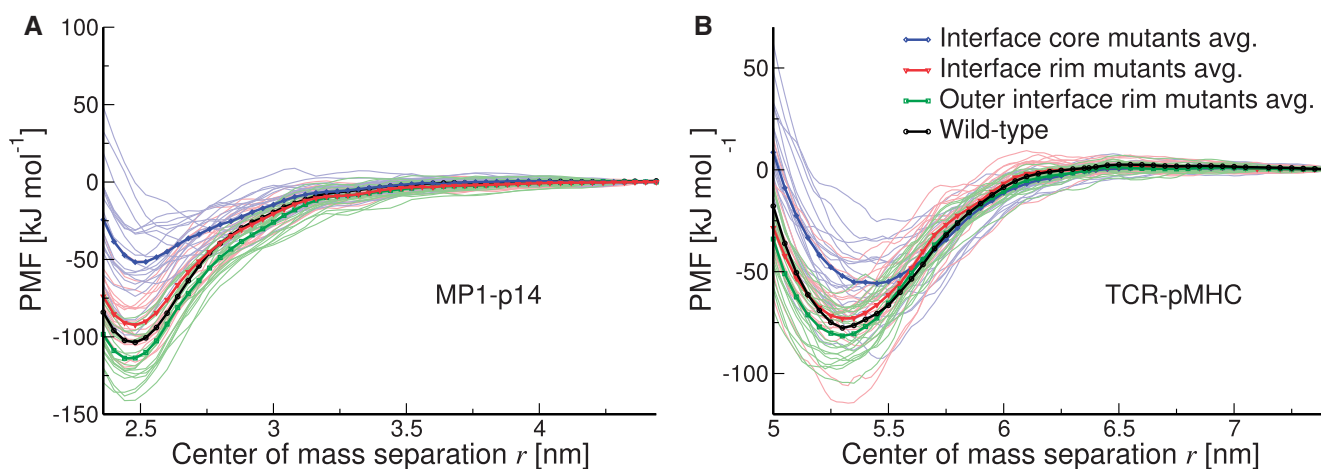 A
100
50
0
-50
-100
-150
PMF [kJ mol-1]
MP1-p14
2.5 3 3.5 4
Center of mass separation r [nm]
B
Interface core mutants avg.
Interface rim mutants avg.
Outer interface rim mutants avg.
Wild-type
50
0
-50
-100
PMF [kJ mol-1]
TCR-pMHC
5 5.5 6 6.5 7
Center of mass separation r [nm]